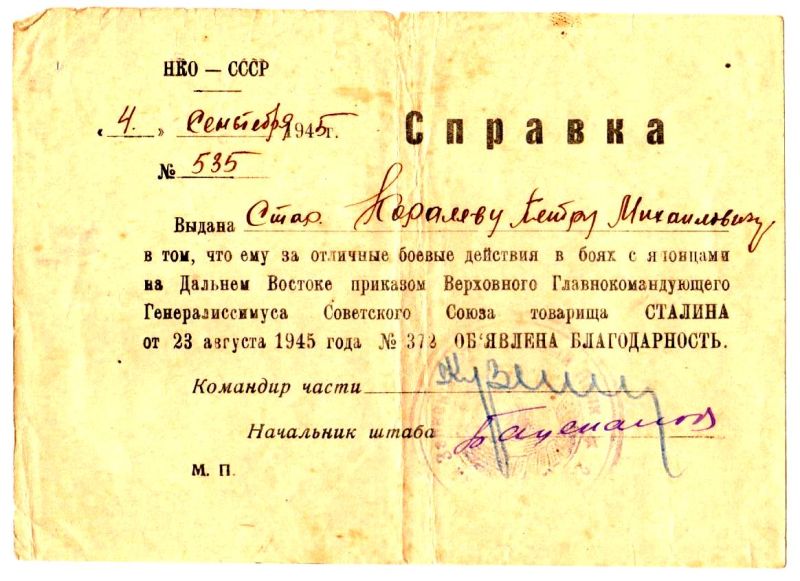 НКО — СССР
« 4. » Сентября 1945г.
Справка
№ 535
Выдана Стар. Королеву Петру Михайловичу
в том, что ему за отличные боевые действия в боях с японцами
на Дальнем Востоке приказом Верховного Главнокомандующего
Генералиссимуса Советского Союза товарища СТАЛИНА
от 23 августа 1945 года № 372 ОБ'ЯВЛЕНА БЛАГОДАРНОСТЬ.
Командир части
Начальник штаба
М. П.